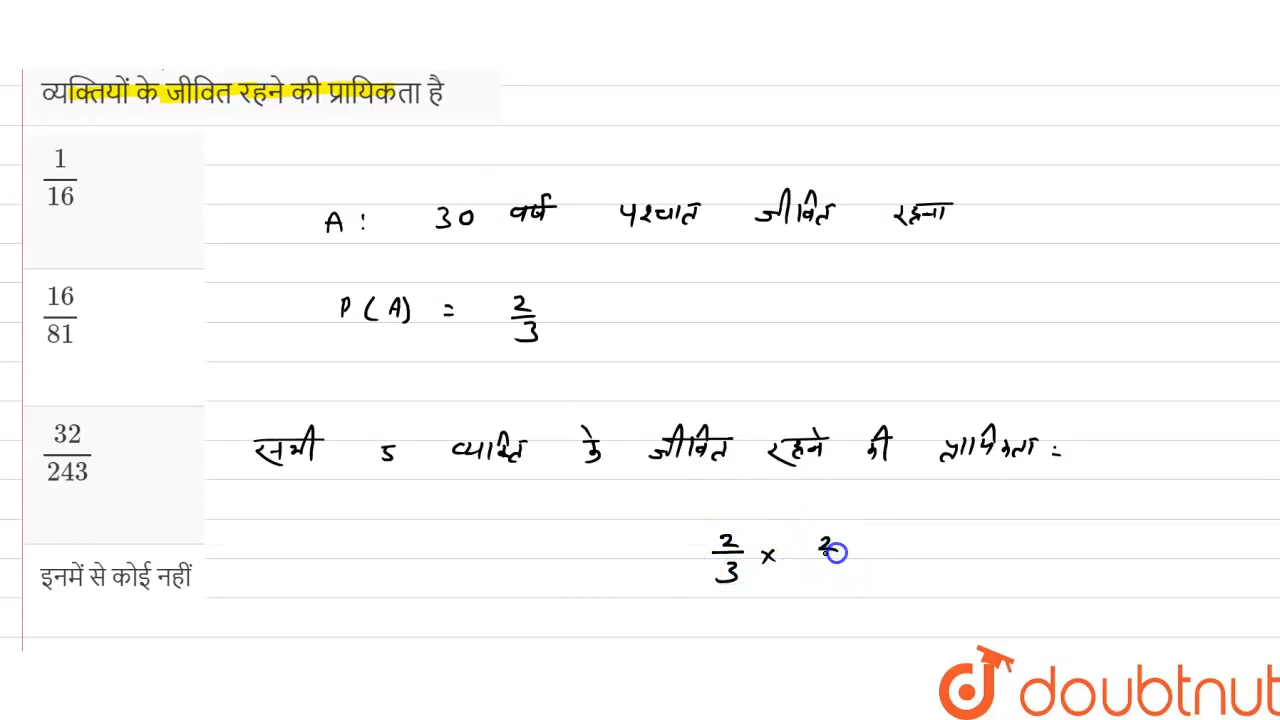 व्यक्तियों के जीवित रहने की प्रायिकता है
1
16
A : 30 वर्ष पश्चात जीवित रहना
16
81
P ( A ) = 2
3
32
243
सभी 5 व्यक्ति के जीवित रहने की प्रायिकता =
2
3 × 2
इनमें से कोई नहीं
doubtnut